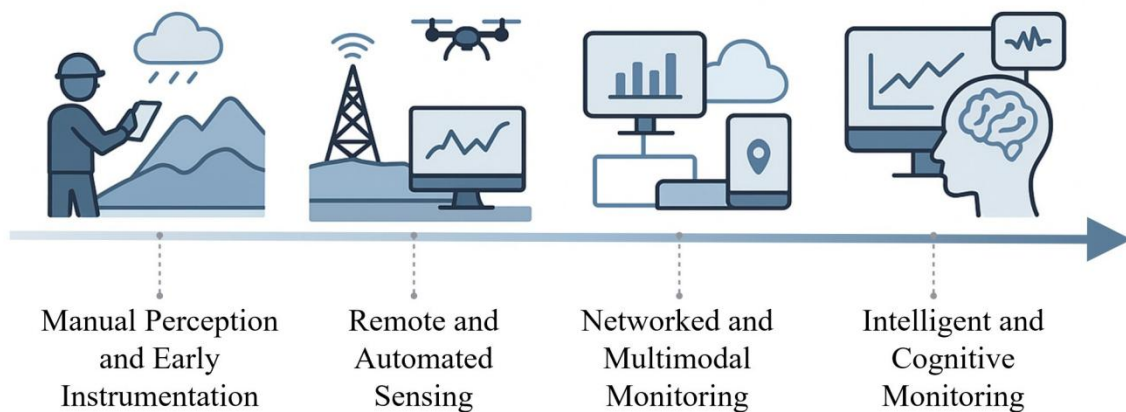 Manual Perception
and Early
Instrumentation
Remote and
Automated
Sensing
Networked and
Multimodal
Monitoring
Intelligent and
Cognitive
Monitoring